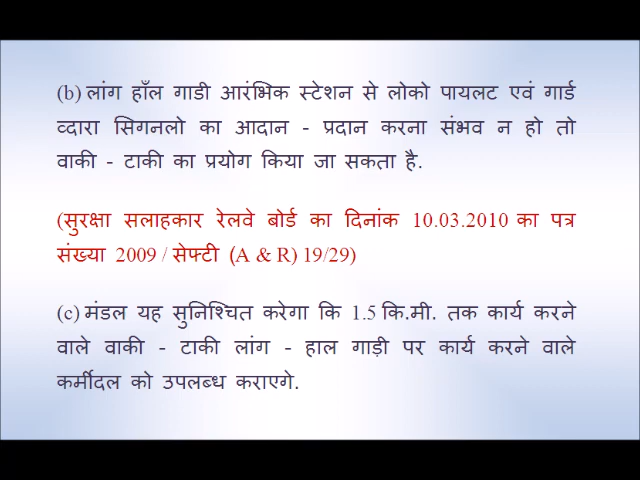 (b) लांग हाँल गाडी आरंभिक स्टेशन से लोको पायलट एवं गार्ड
व्दारा सिगनलो का आदान - प्रदान करना संभव न हो तो
वाकी - टाकी का प्रयोग किया जा सकता है.
(सुरक्षा सलाहकार रेलवे बोर्ड का दिनांक 10.03.2010 का पत्र
संख्या 2009 / सेफ्टी (A & R) 19/29)
(c) मंडल यह सुनिश्चित करेगा कि 1.5 कि.मी. तक कार्य करने
वाले वाकी - टाकी लांग - हाल गाड़ी पर कार्य करने वाले
कर्मीदल को उपलब्ध कराएगे.